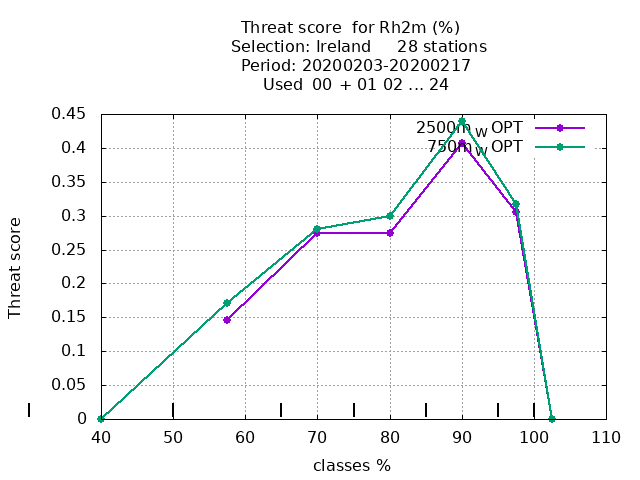 Threat score for Rh2m (%)
Selection: Ireland 28 stations
Period: 20200203-20200217
Used 00 + 01 02 ... 24
2500m_W OPT
750m_W OPT
0.45
0.4
0.35
0.3
0.25
0.2
0.15
0.1
0.05
0
Threat score
40 50 60 70 80 90 100 110
classes %